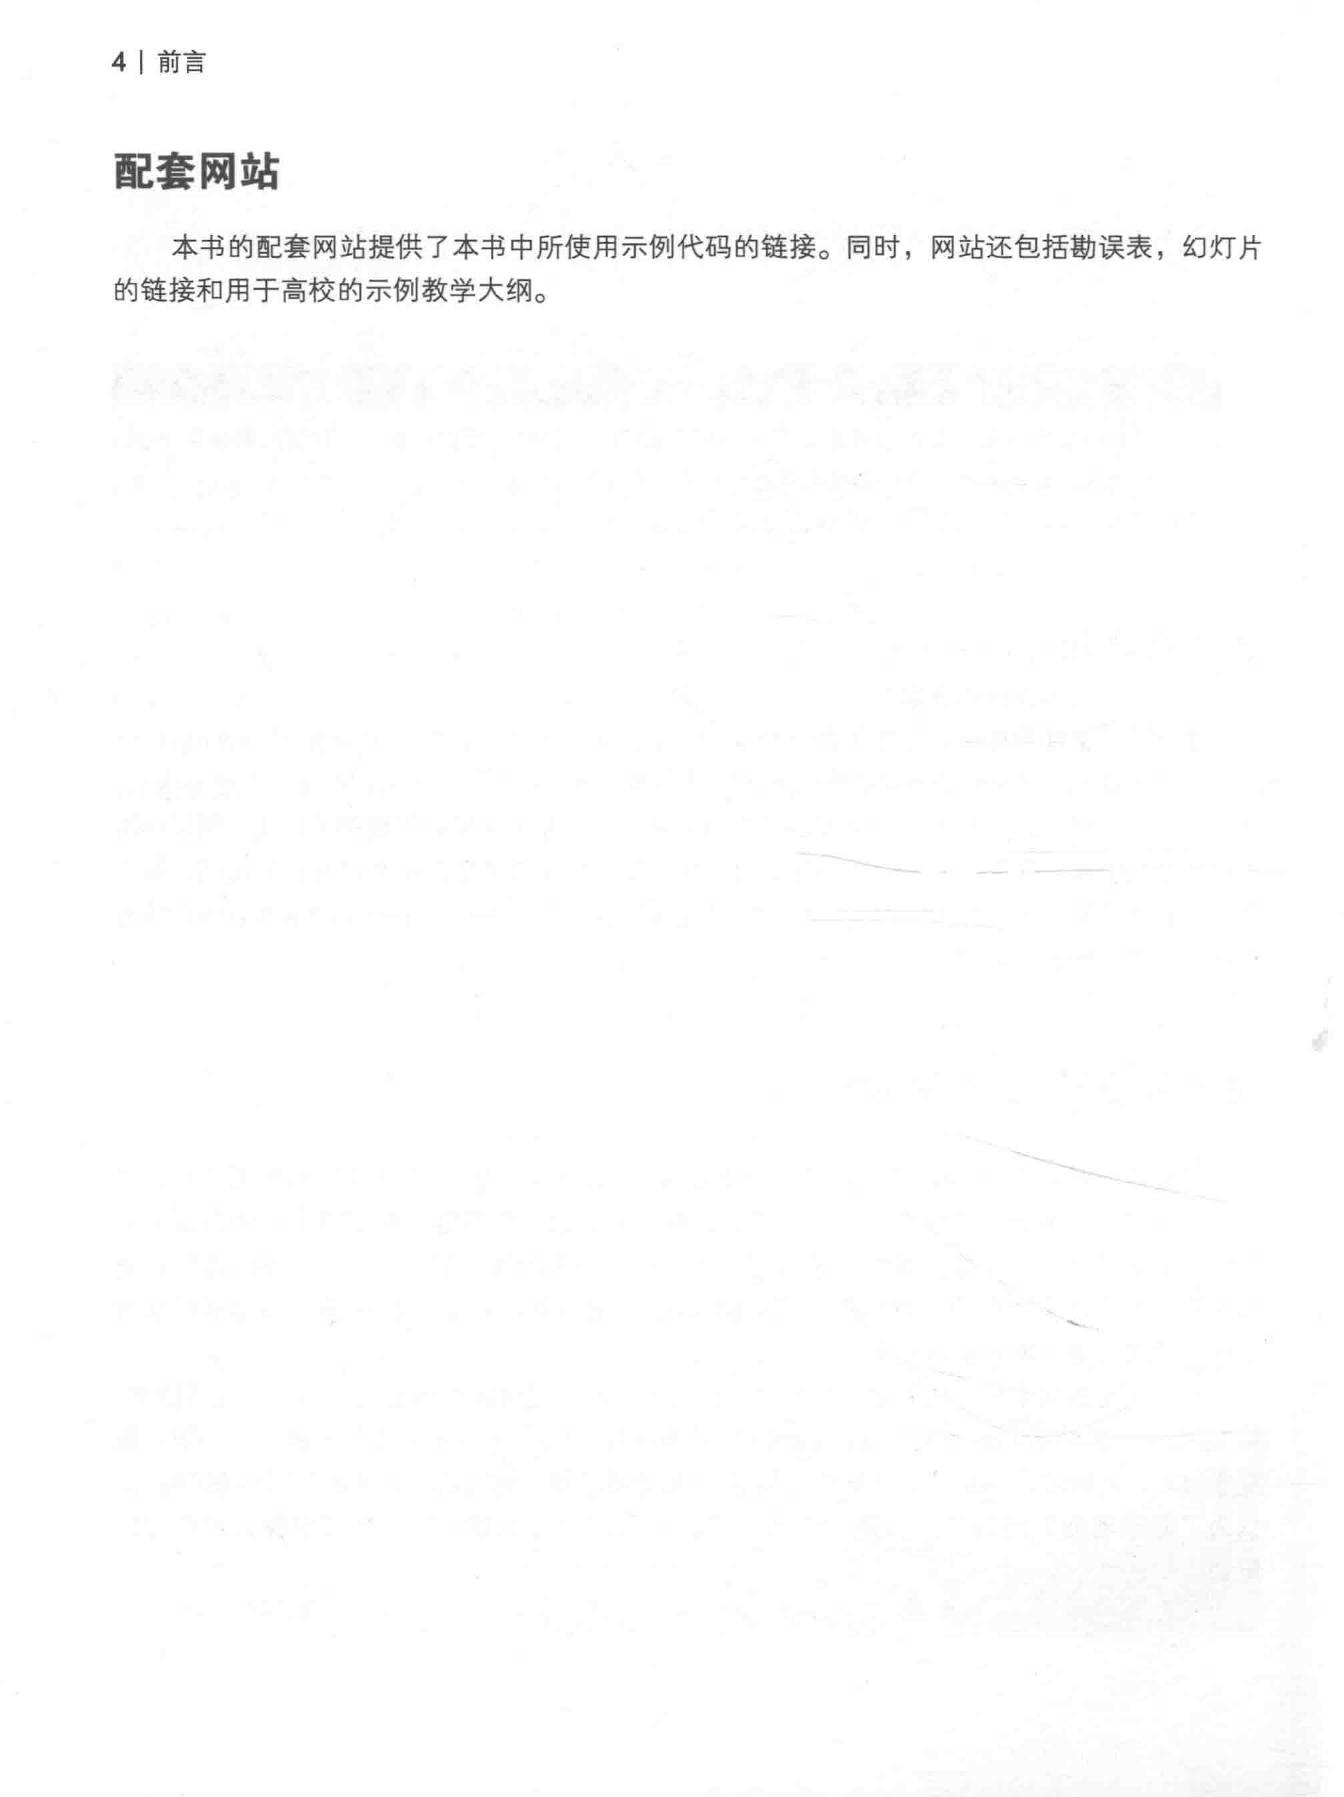 4 | 前言
配套网站
本书的配套网站提供了本书中所使用示例代码的链接。同时，网站还包括勘误表，幻灯片
的链接和用于高校的示例教学大纲。